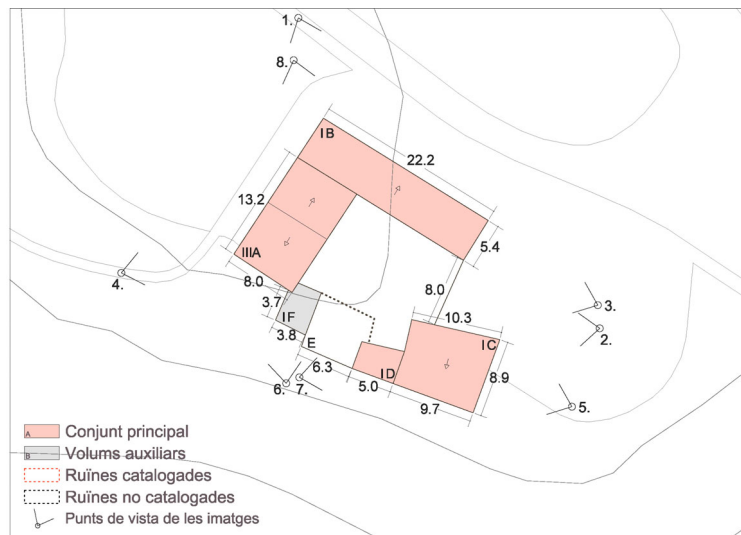 1.
8.
IB
22.2
13.2
5.4
IIIA
8.0
8.0
4.
3.7
IF
3.8
E
10.3
IC
3.
2.
6.3
ID
8.9
5.0
9.7
6.
7.
5.
A Conjunt principal
B Volums auxiliars
Ruïnes catalogades
Ruïnes no catalogades
Punts de vista de les imatges